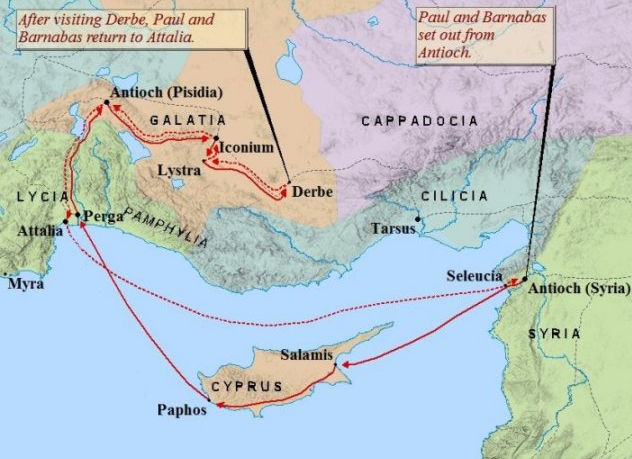 After visiting Derbe, Paul and
Barnabas return to Attalia.
Paul and Barnabas
set out from
Antioch.
Antioch (Pisidia)
GALATIA
CAPPADOCIA
Iconium
Lystra
Derbe
LYCIA
Perga
PAMPHYLIA
CILICIA
Attalia
Tarsus
Myra
Seleucia
Antioch (Syria)
SYRIA
Salamis
CYPRUS
Paphos